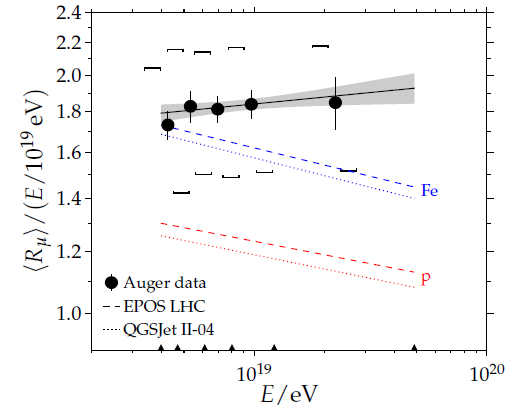 2.4
2.2
2.0
1.8
1.6
1.4
1.2
1.0
⟨R_μ⟩/(E/10^19 eV)
Fe
p
Auger data
EPOS LHC
QGSJet II-04
10^19
10^20
E/eV